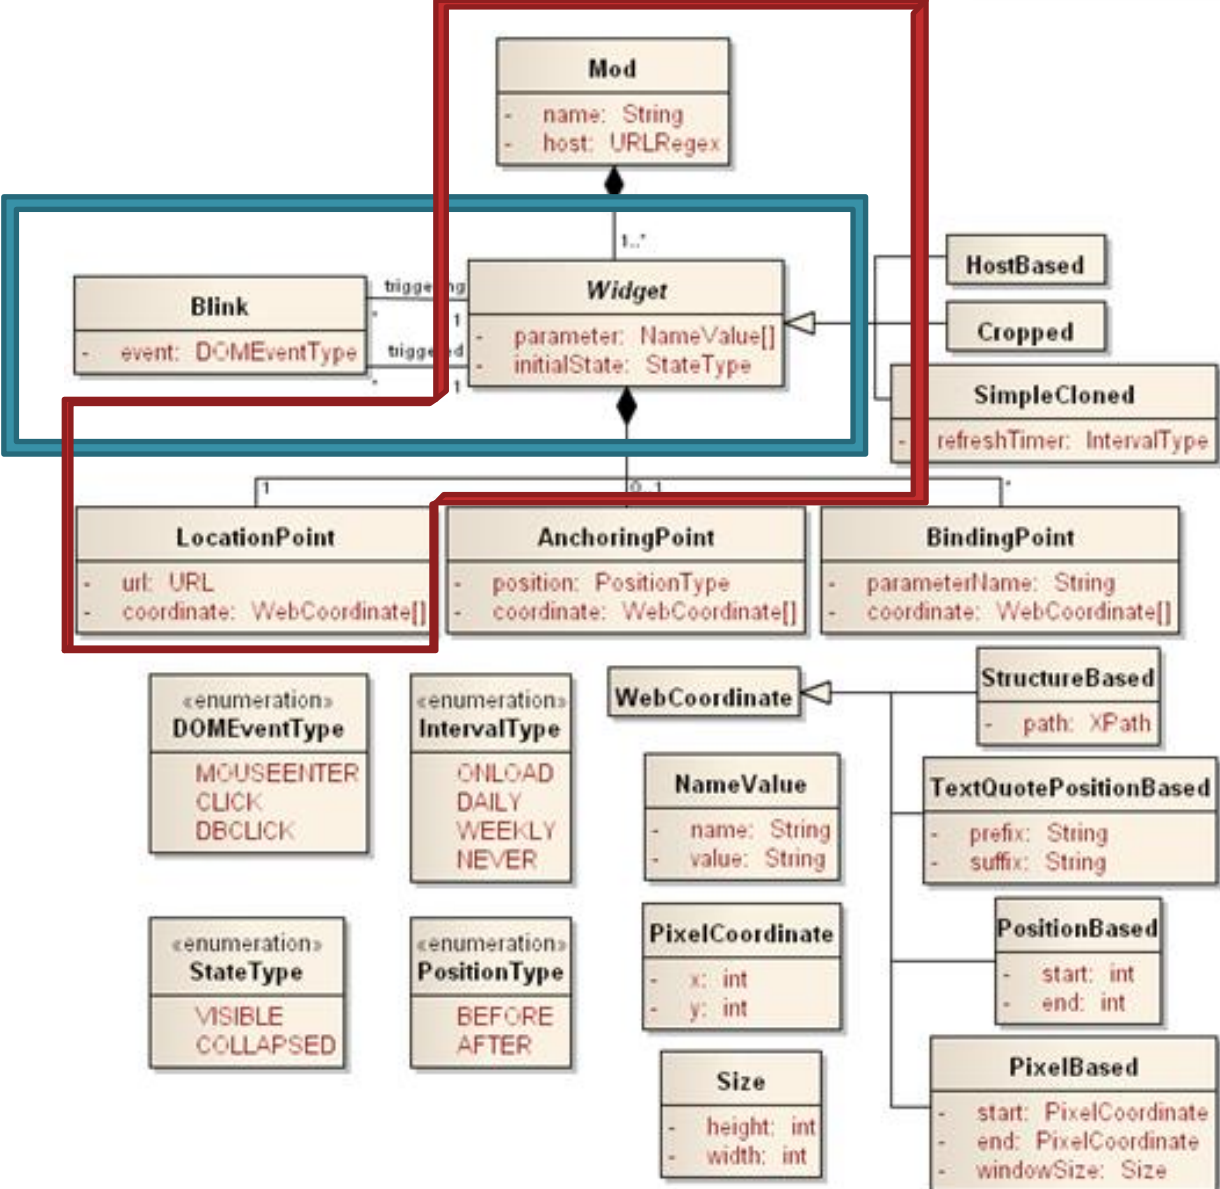 Mod
- name: String
- host: URLRegex
1..*
Blink
- event: DOMEventType
triggering
*
1
triggered
*
1
Widget
- parameter: NameValue[]
- initialState: StateType
HostBased
Cropped
SimpleCloned
- refreshTimer: IntervalType
1
0..1
*
LocationPoint
- url: URL
- coordinate: WebCoordinate[]
AnchoringPoint
- position: PositionType
- coordinate: WebCoordinate[]
BindingPoint
- parameterName: String
- coordinate: WebCoordinate[]
«enumeration»
DOMEventType
MOUSEENTER
CLICK
DBCLICK
«enumeration»
IntervalType
ONLOAD
DAILY
WEEKLY
NEVER
WebCoordinate
StructureBased
- path: XPath
NameValue
- name: String
- value: String
TextQuotePositionBased
- prefix: String
- suffix: String
«enumeration»
StateType
VISIBLE
COLLAPSED
«enumeration»
PositionType
BEFORE
AFTER
PixelCoordinate
- x: int
- y: int
PositionBased
- start: int
- end: int
Size
- height: int
- width: int
PixelBased
- start: PixelCoordinate
- end: PixelCoordinate
- windowSize: Size